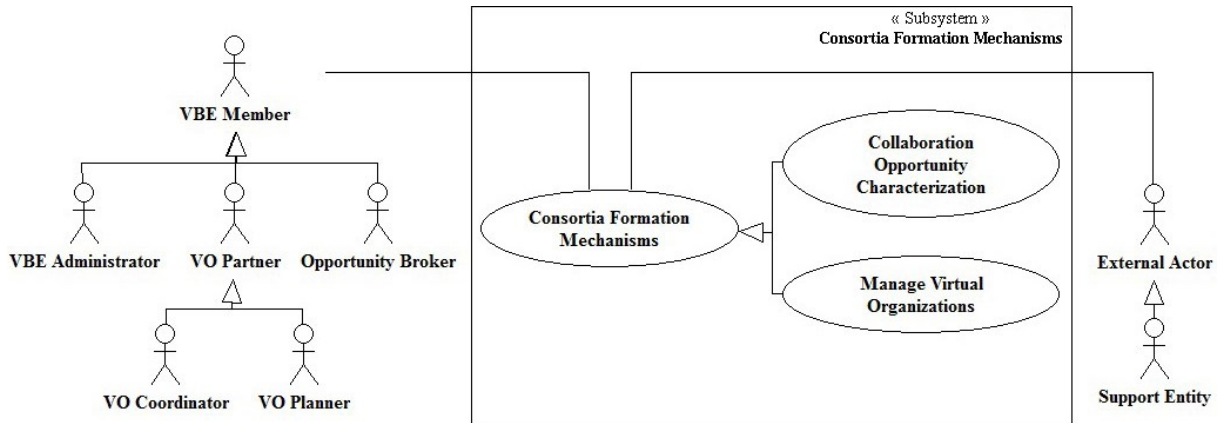 « Subsystem »
Consortia Formation Mechanisms
VBE Member
VBE Administrator
VO Partner
Opportunity Broker
VO Coordinator
VO Planner
Consortia Formation
Mechanisms
Collaboration
Opportunity
Characterization
Manage Virtual
Organizations
External Actor
Support Entity